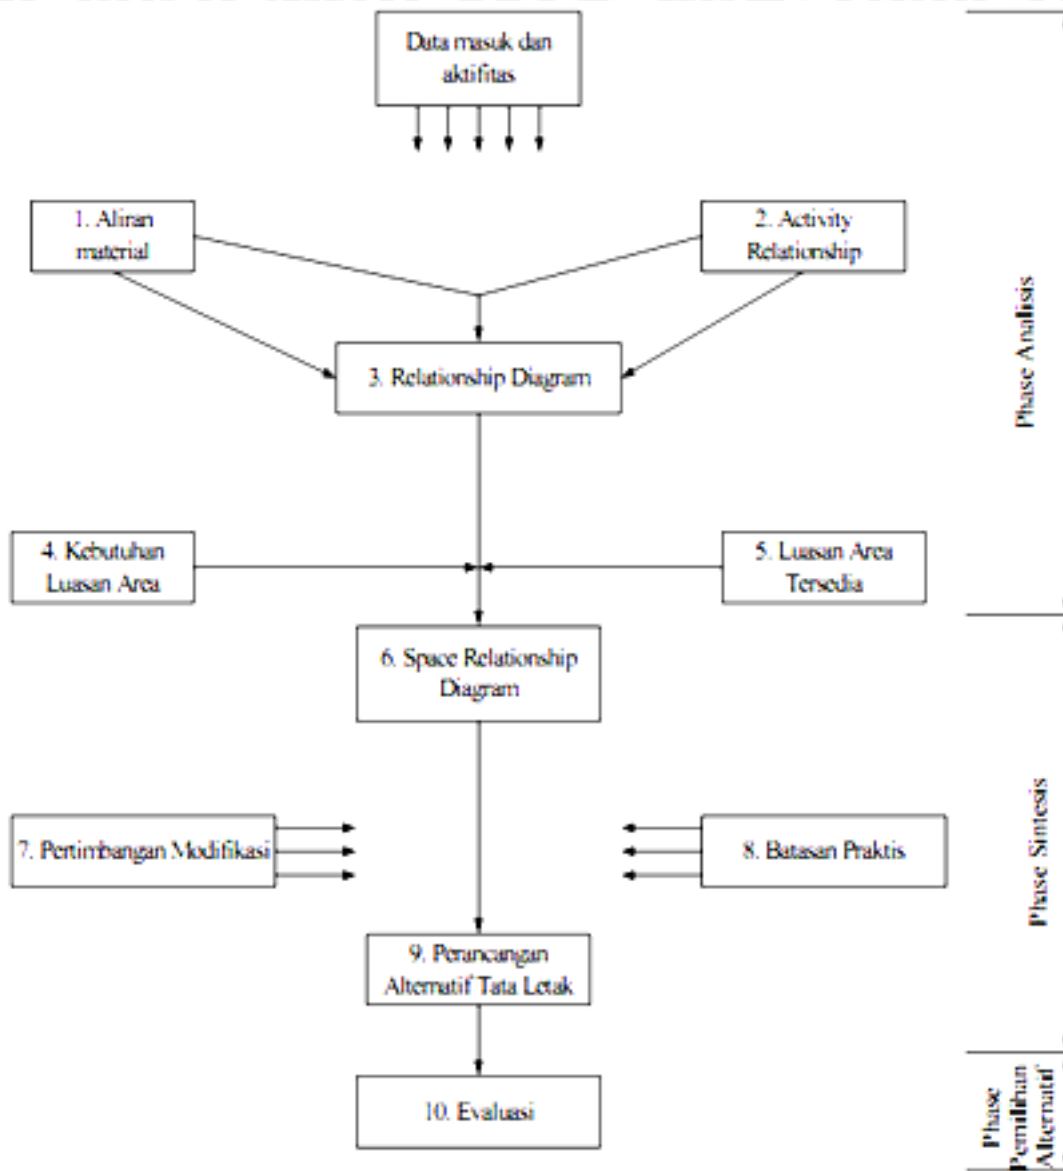 Data masuk dan
aktifitas
1. Aliran
material
2. Activity
Relationship
3. Relationship Diagram
Phase Analisis
4. Kebutuhan
Luasan Area
5. Luasan Area
Tersedia
6. Space Relationship
Diagram
7. Pertimbangan Modifikasi
8. Batasan Praktis
Phase Sintesis
9. Perancangan
Alternatif Tata Letak
10. Evaluasi
Phase
Pemilihan
Alternatif